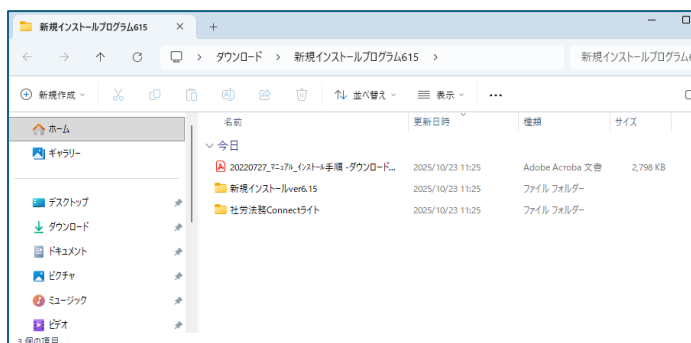 新規インストールプログラム615
ダウンロード > 新規インストールプログラム615 >
新規インストールプログラム6
新規作成
並べ替え
表示
ホーム
ギャラリー
デスクトップ
ダウンロード
ドキュメント
ピクチャ
ミュージック
ビデオ
3 個の項目
名前 更新日時 種類 サイズ
今日
20220727_マニュアル_インストール手順 -ダウンロード... 2025/10/23 11:25 Adobe Acroba 文書 2,798 KB
新規インストールver6.15 2025/10/23 11:25 ファイル フォルダー
社労法務Connectライト 2025/10/23 11:25 ファイル フォルダー